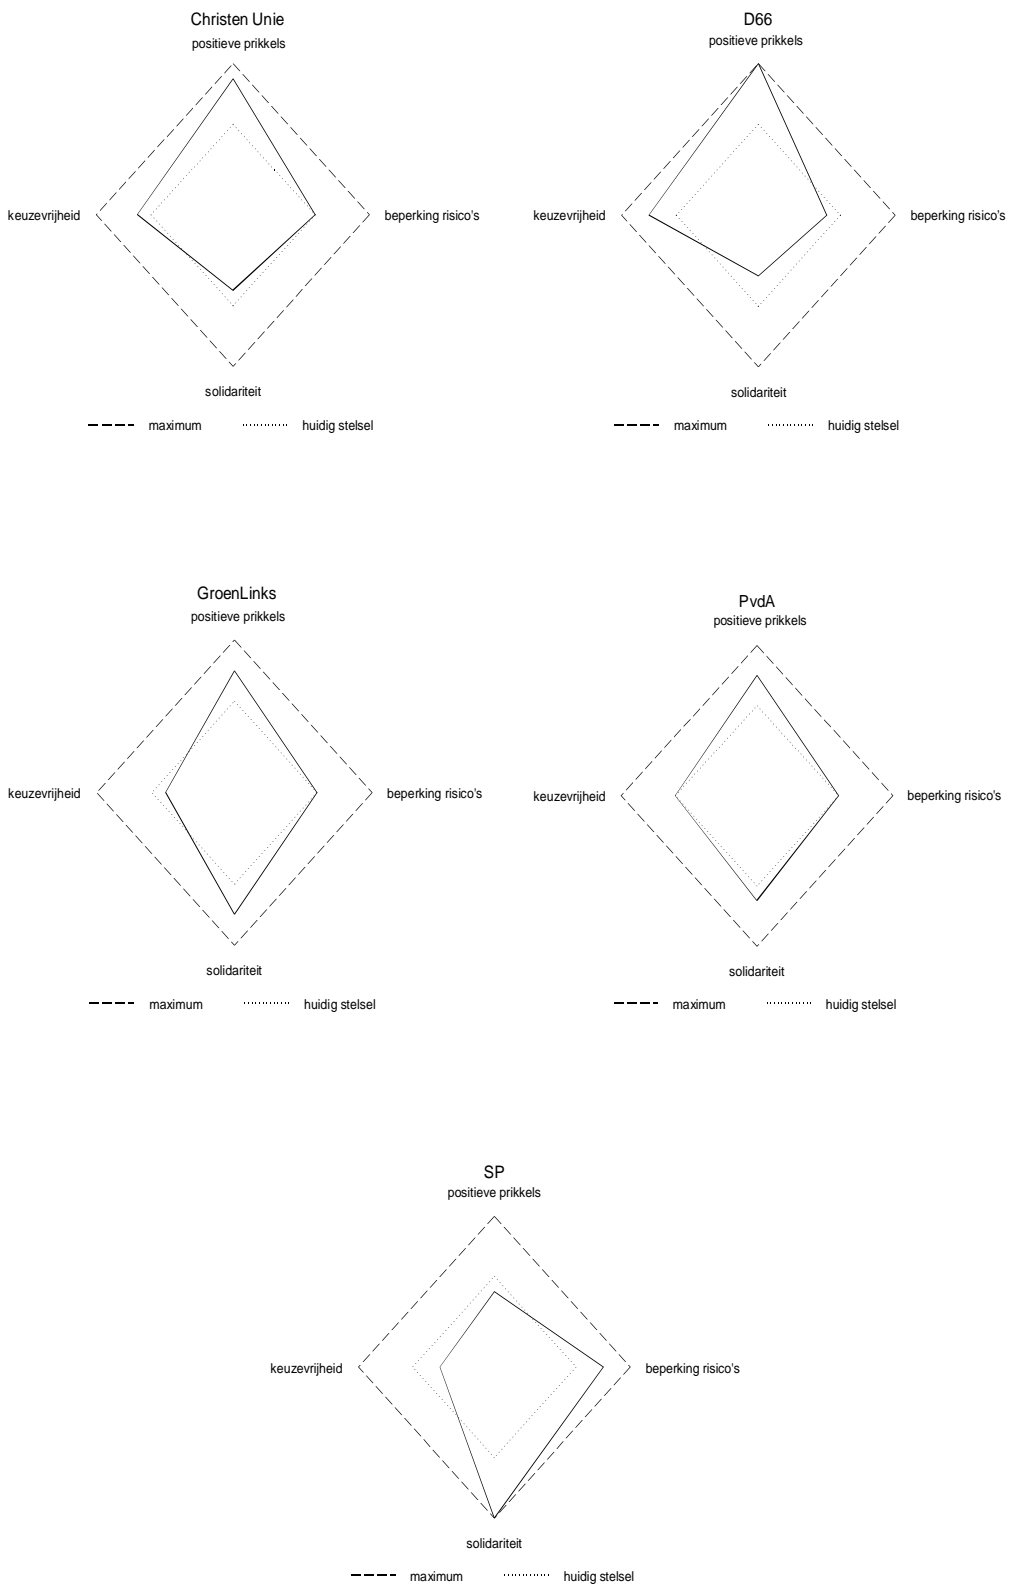 Christen Unie
positieve prikkels
keuzevrijheid
beperking risico's
solidariteit
maximum
huidig stelsel
D66
positieve prikkels
keuzevrijheid
beperking risico's
solidariteit
maximum
huidig stelsel
GroenLinks
positieve prikkels
keuzevrijheid
beperking risico's
solidariteit
maximum
huidig stelsel
PvdA
positieve prikkels
keuzevrijheid
beperking risico's
solidariteit
maximum
huidig stelsel
SP
positieve prikkels
keuzevrijheid
beperking risico's
solidariteit
maximum
huidig stelsel